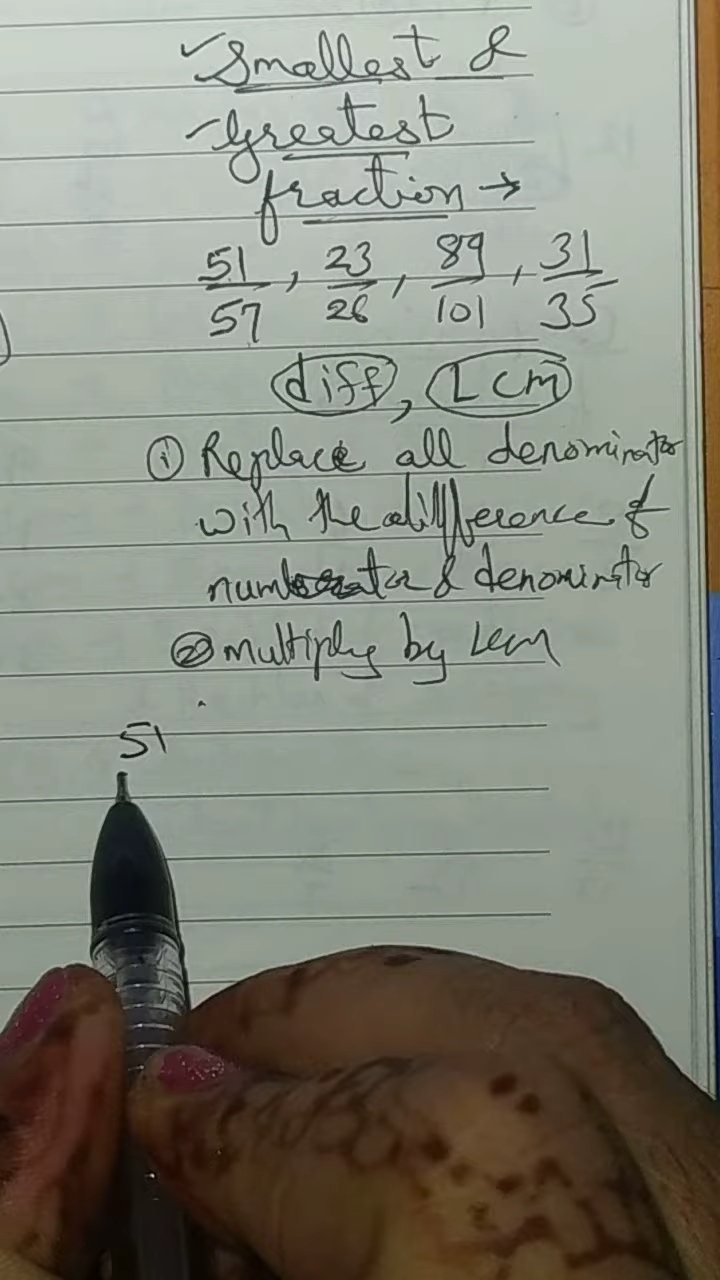 ✓Smallest &
✓Greatest
fraction →
51/57, 23/26, 89/101, 31/35
diff, LCM
① Replace all denominator
with the difference of
numerator & denominator
② multiply by Lcm
51